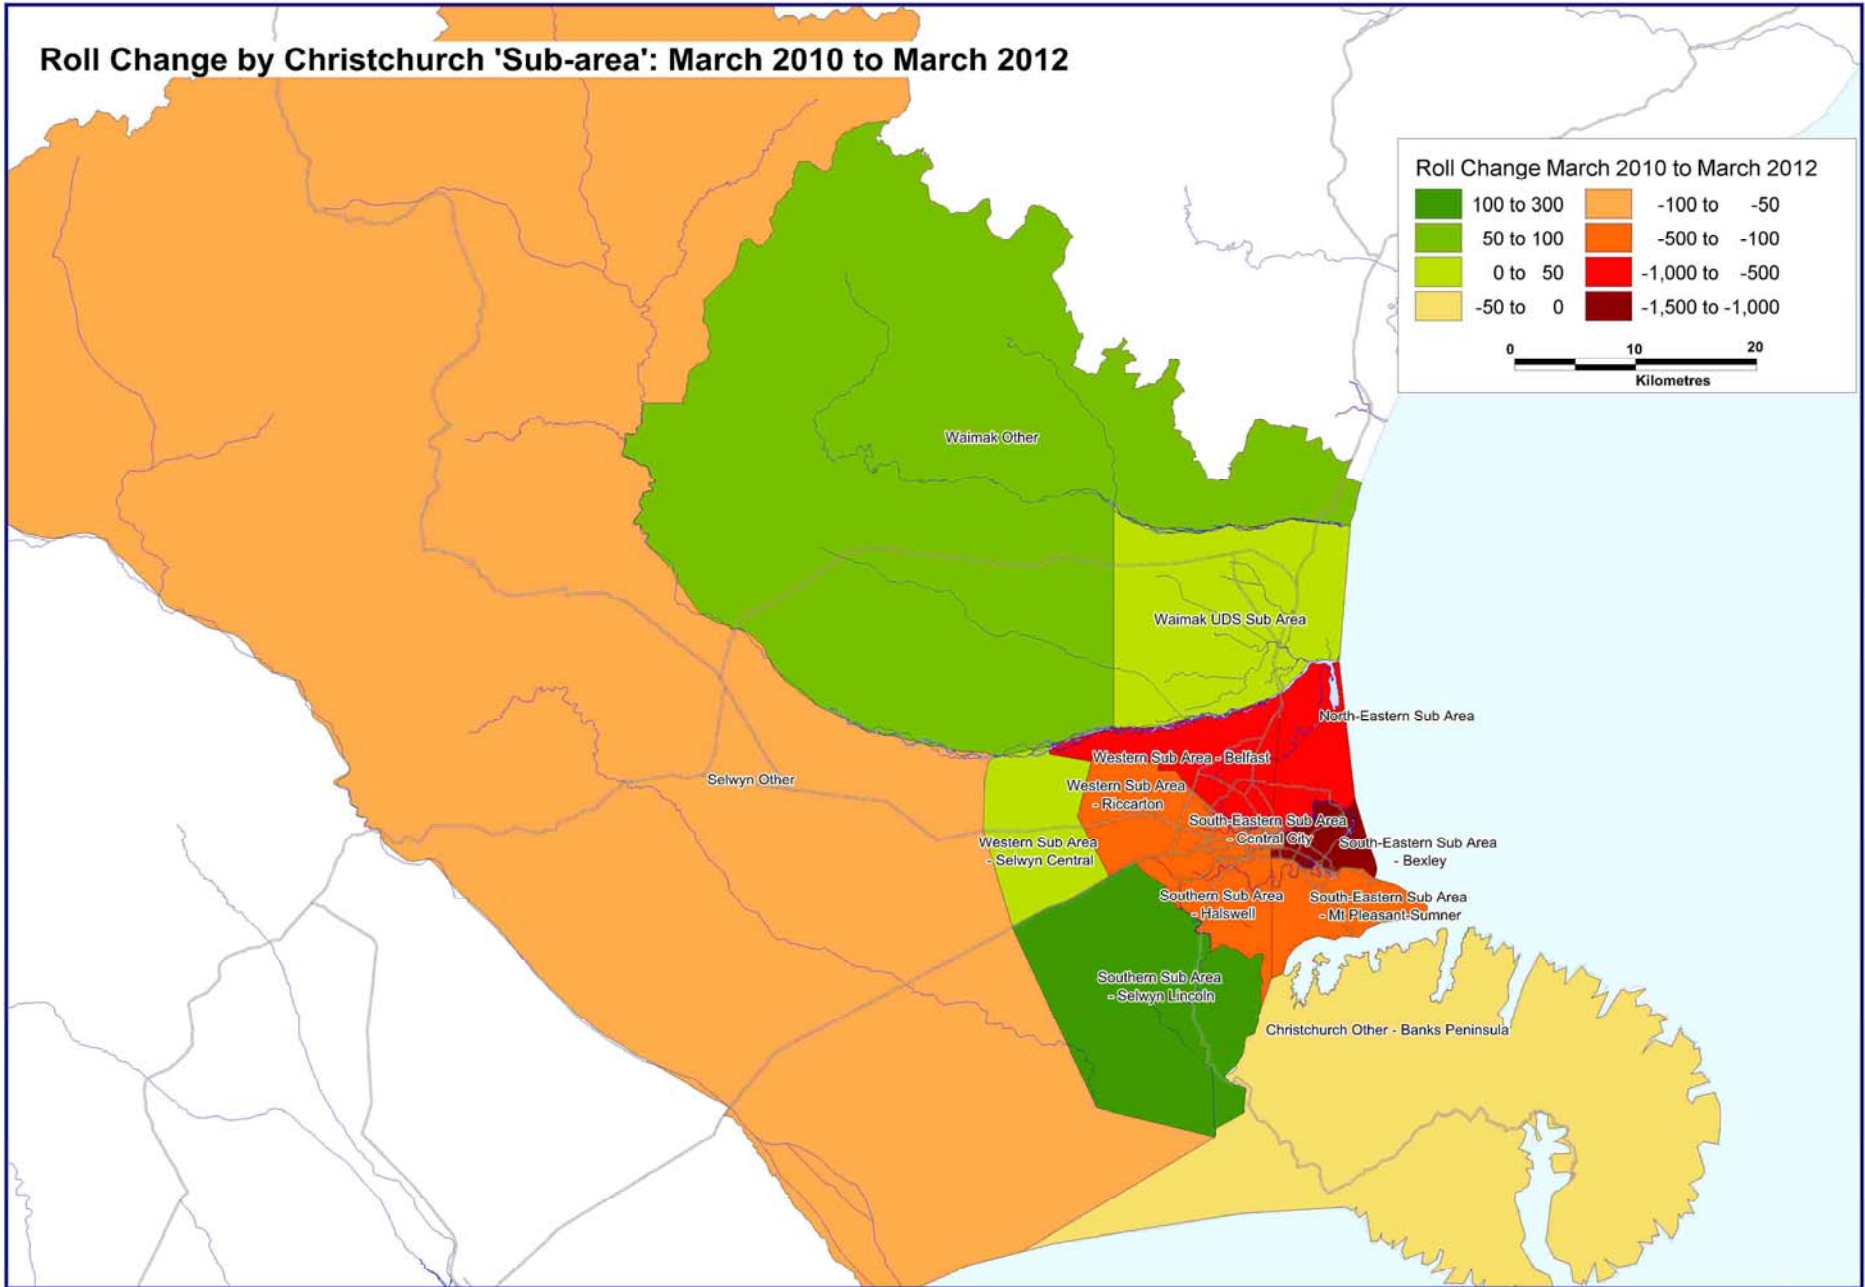 Roll Change by Christchurch 'Sub-area': March 2010 to March 2012
Roll Change March 2010 to March 2012
100 to 300 -100 to -50
50 to 100 -500 to -100
0 to 50 -1,000 to -500
-50 to 0 -1,500 to -1,000
0 10 20
Kilometres
Waimak Other
Waimak UDS Sub Area
North-Eastern Sub Area
Western Sub Area - Belfast
Selwyn Other
Western Sub Area
- Riccarton
South-Eastern Sub Area
- Central City
Western Sub Area
- Selwyn Central
South-Eastern Sub Area
- Bexley
Southern Sub Area
- Halswell
South-Eastern Sub Area
- Mt Pleasant-Sumner
Southern Sub Area
- Selwyn Lincoln
Christchurch Other - Banks Peninsula